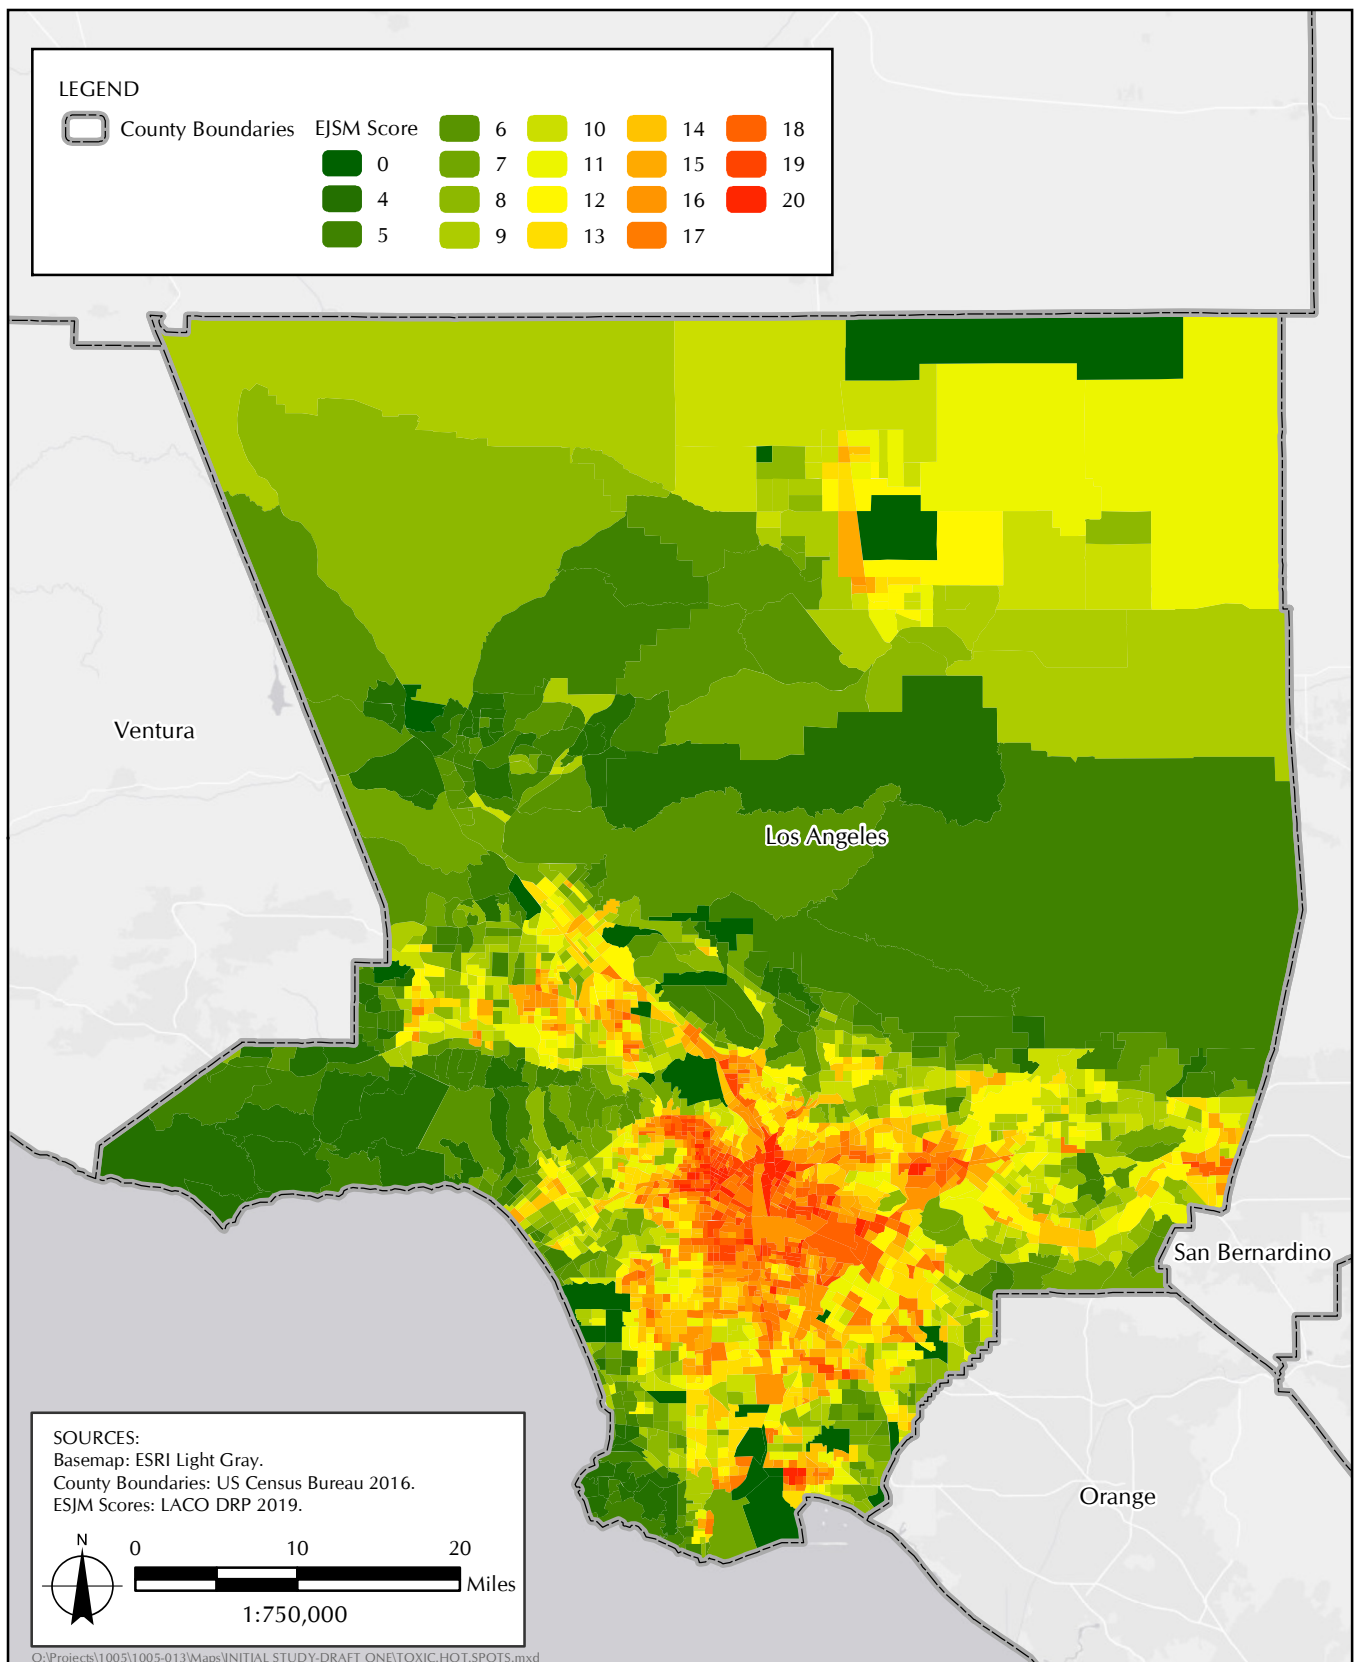 LEGEND
County Boundaries
EJSM Score
0
4
5
6
7
8
9
10
11
12
13
14
15
16
17
18
19
20
Ventura
Los Angeles
San Bernardino
Orange
SOURCES:
Basemap: ESRI Light Gray.
County Boundaries: US Census Bureau 2016.
ESJM Scores: LACO DRP 2019.
N
0 10 20
Miles
1:750,000
O:\Projects\1005\1005-013\Maps\INITIAL STUDY-DRAFT ONE\TOXIC.HOT.SPOTS.mxd